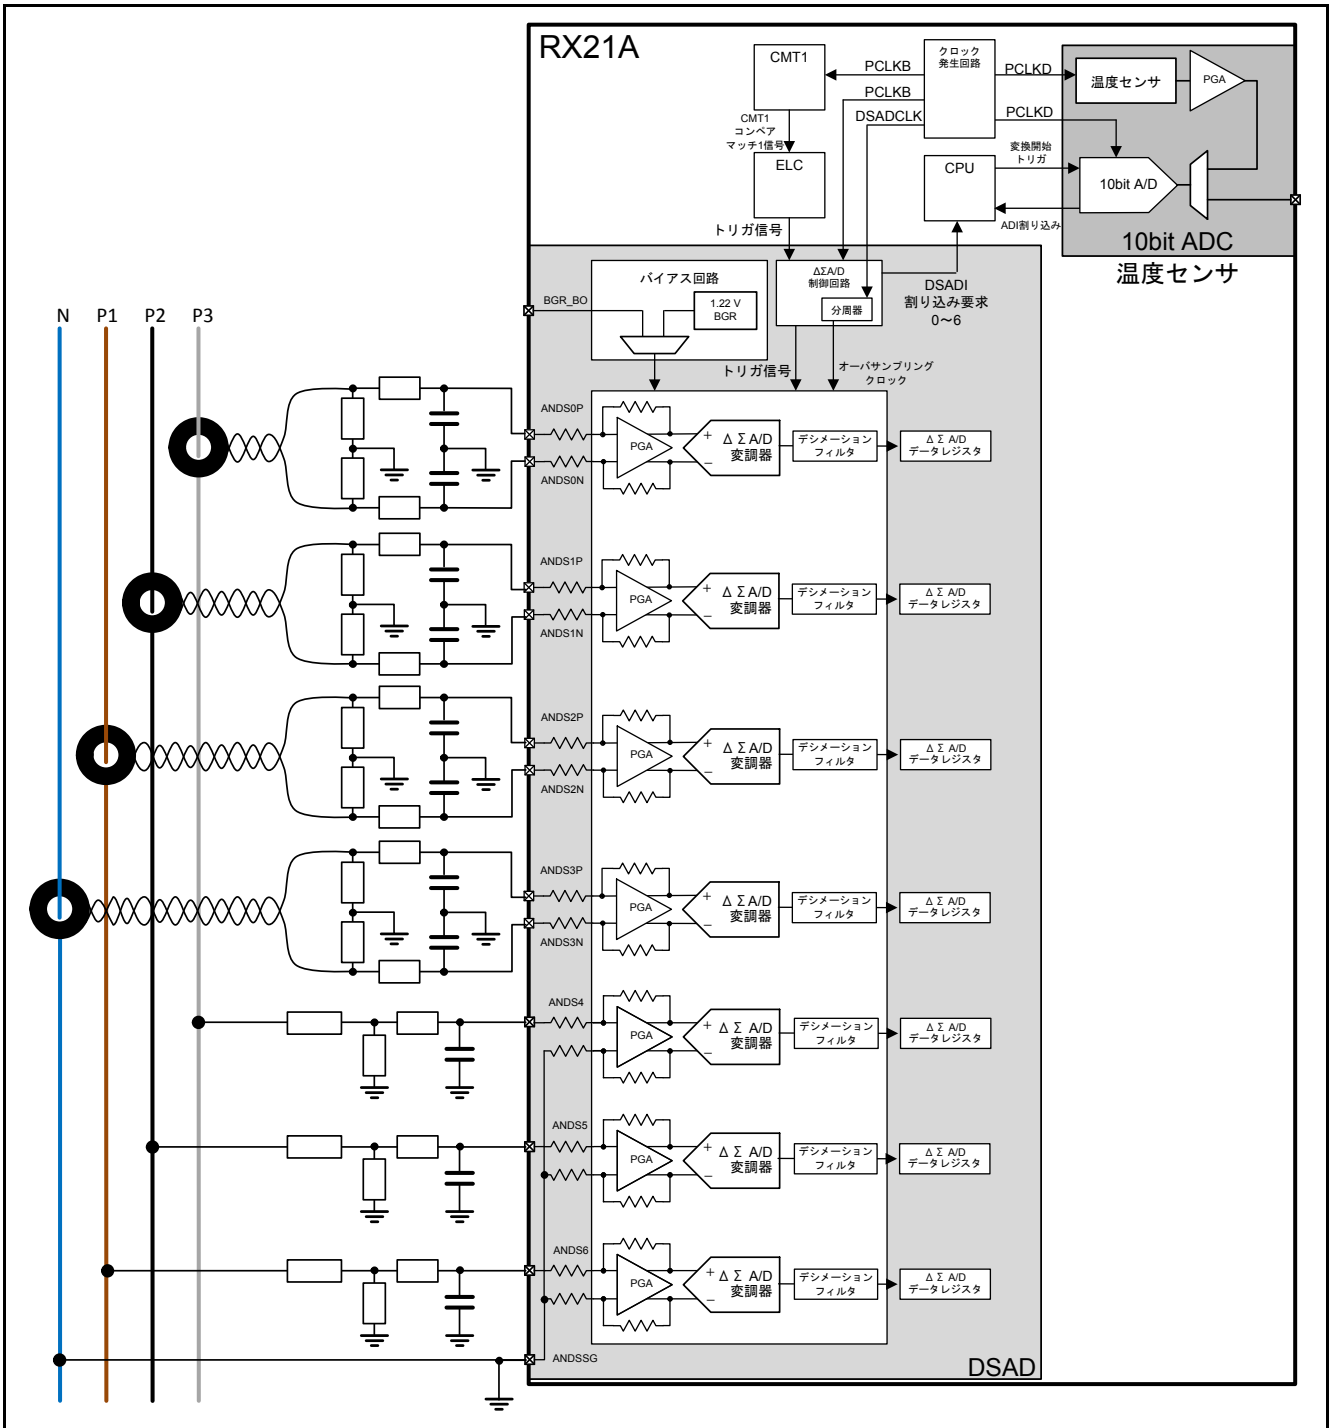 RX21A
CMT1
PCLKB
クロック
発生回路
PCLKD
温度センサ
PGA
PCLKB
DSADCLK
PCLKD
CMT1
コンペア
マッチ1信号
ELC
CPU
変換開始
トリガ
10bit A/D
ADI割り込み
10bit ADC
温度センサ
トリガ信号
バイアス回路
1.22 V
BGR
BGR_BO
ΔΣA/D
制御回路
分周器
DSADI
割り込み要求
0～6
トリガ信号
オーバサンプリング
クロック
N
P1
P2
P3
ANDS0P
PGA
+
−
ΔΣ A/D
変調器
デシメーション
フィルタ
ΔΣ A/D
データレジスタ
ANDS0N
ANDS1P
PGA
+
−
ΔΣ A/D
変調器
デシメーション
フィルタ
ΔΣ A/D
データレジスタ
ANDS1N
ANDS2P
PGA
+
−
ΔΣ A/D
変調器
デシメーション
フィルタ
ΔΣ A/D
データレジスタ
ANDS2N
ANDS3P
PGA
+
−
ΔΣ A/D
変調器
デシメーション
フィルタ
ΔΣ A/D
データレジスタ
ANDS3N
ANDS4
PGA
+
−
ΔΣ A/D
変調器
デシメーション
フィルタ
ΔΣ A/D
データレジスタ
ANDS5
PGA
+
−
ΔΣ A/D
変調器
デシメーション
フィルタ
ΔΣ A/D
データレジスタ
ANDS6
PGA
+
−
ΔΣ A/D
変調器
デシメーション
フィルタ
ΔΣ A/D
データレジスタ
ANDSSG
DSAD